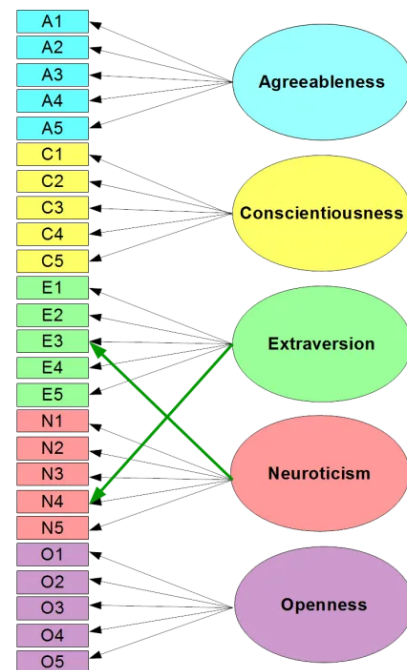 A1
A2
A3
A4
A5
Agreeableness
C1
C2
C3
C4
C5
Conscientiousness
E1
E2
E3
E4
E5
Extraversion
N1
N2
N3
N4
N5
Neuroticism
O1
O2
O3
O4
O5
Openness